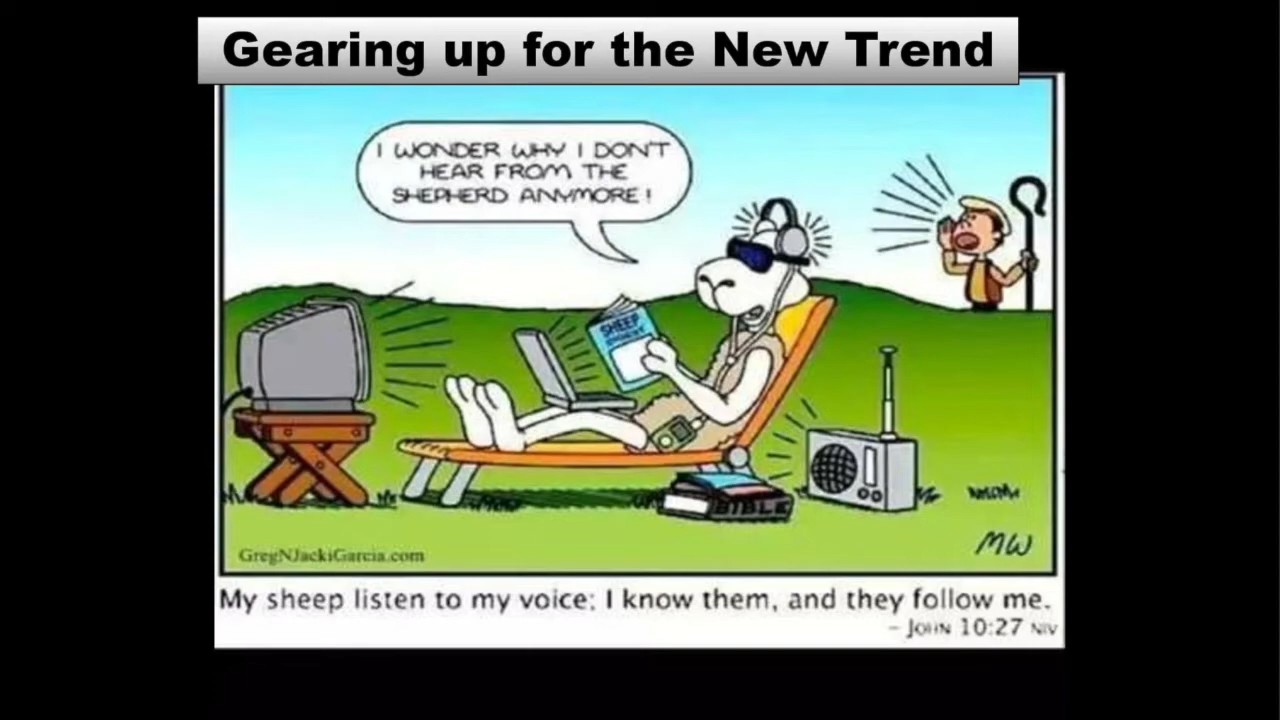 Gearing up for the New Trend
I WONDER WHY I DON'T
HEAR FROM THE
SHEPHERD ANYMORE!
SHEEP
BIBLE
MW
GregNJackiGarcia.com
My sheep listen to my voice; I know them, and they follow me.
– JOHN 10:27 NIV